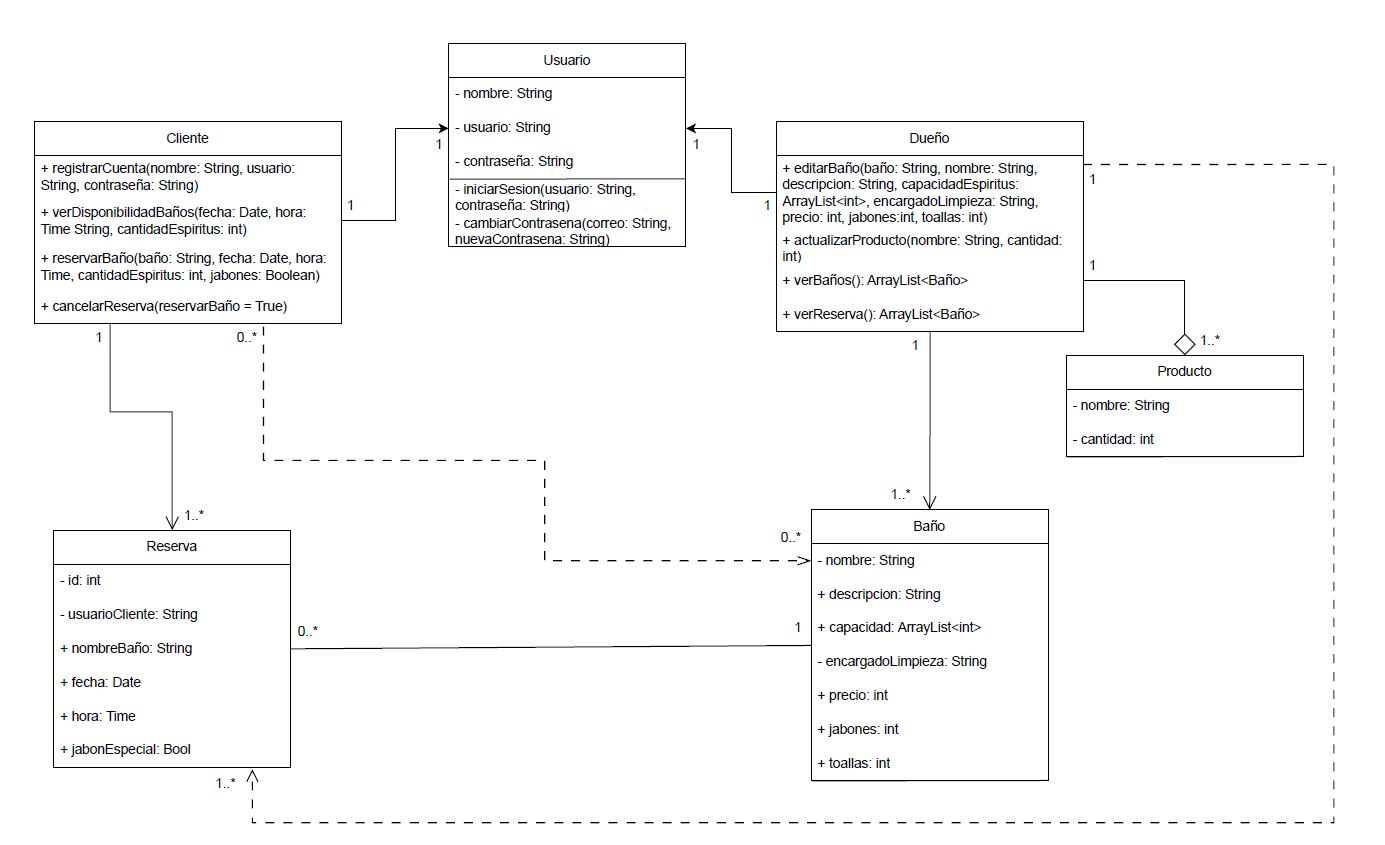 Usuario
- nombre: String
- usuario: String
- contraseña: String
- iniciarSesion(usuario: String,
contraseña: String)
- cambiarContrasena(correo: String,
nuevaContrasena: String)
Cliente
+ registrarCuenta(nombre: String, usuario:
String, contraseña: String)
+ verDisponibilidadBaños(fecha: Date, hora:
Time String, cantidadEspiritus: int)
+ reservarBaño(baño: String, fecha: Date, hora:
Time, cantidadEspiritus: int, jabones: Boolean)
+ cancelarReserva(reservarBaño = True)
1
1
1
1
Dueño
+ editarBaño(baño: String, nombre: String,
descripcion: String, capacidadEspiritus:
ArrayList<int>, encargadoLimpieza: String,
precio: int, jabones:int, toallas: int)
+ actualizarProducto(nombre: String, cantidad:
int)
+ verBaños(): ArrayList<Baño>
+ verReserva(): ArrayList<Baño>
1
1
1
0..*
1
1..*
Producto
- nombre: String
- cantidad: int
1..*
1..*
Reserva
- id: int
- usuarioCliente: String
+ nombreBaño: String
+ fecha: Date
+ hora: Time
+ jabonEspecial: Bool
0..*
0..*
1
Baño
- nombre: String
+ descripcion: String
+ capacidad: ArrayList<int>
- encargadoLimpieza: String
+ precio: int
+ jabones: int
+ toallas: int
1..*